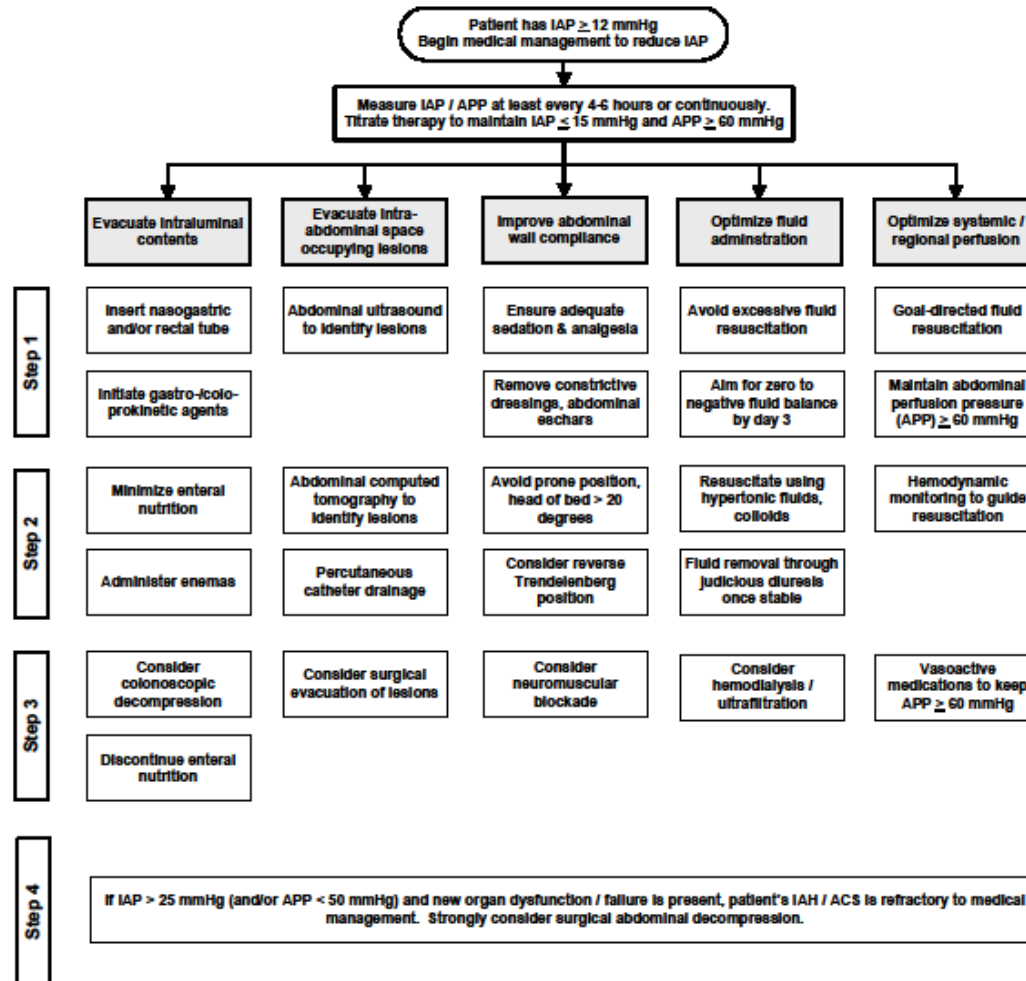 Patient has IAP ≥ 12 mmHg
Begin medical management to reduce IAP
Measure IAP / APP at least every 4-6 hours or continuously.
Titrate therapy to maintain IAP ≤ 15 mmHg and APP ≥ 60 mmHg
Evacuate intraluminal
contents
Evacuate intra-
abdominal space
occupying lesions
Improve abdominal
wall compliance
Optimize fluid
adminstration
Optimize systemic /
regional perfusion
Step 1
Insert nasogastric
and/or rectal tube
Abdominal ultrasound
to identify lesions
Ensure adequate
sedation & analgesia
Avoid excessive fluid
resuscitation
Goal-directed fluid
resuscitation
Initiate gastro-/colo-
prokinetic agents
Remove constrictive
dressings, abdominal
eschars
Aim for zero to
negative fluid balance
by day 3
Maintain abdominal
perfusion pressure
(APP) ≥ 60 mmHg
Step 2
Minimize enteral
nutrition
Abdominal computed
tomography to
identify lesions
Avoid prone position,
head of bed > 20
degrees
Resuscitate using
hypertonic fluids,
colloids
Hemodynamic
monitoring to guide
resuscitation
Administer enemas
Percutaneous
catheter drainage
Consider reverse
Trendelenberg
position
Fluid removal through
judicious diuresis
once stable
Step 3
Consider
colonoscopic
decompression
Consider surgical
evacuation of lesions
Consider
neuromuscular
blockade
Consider
hemodialysis /
ultrafiltration
Vasoactive
medications to keep
APP ≥ 60 mmHg
Discontinue enteral
nutrition
Step 4
If IAP > 25 mmHg (and/or APP < 50 mmHg) and new organ dysfunction / failure is present, patient's IAH / ACS is refractory to medical
management. Strongly consider surgical abdominal decompression.